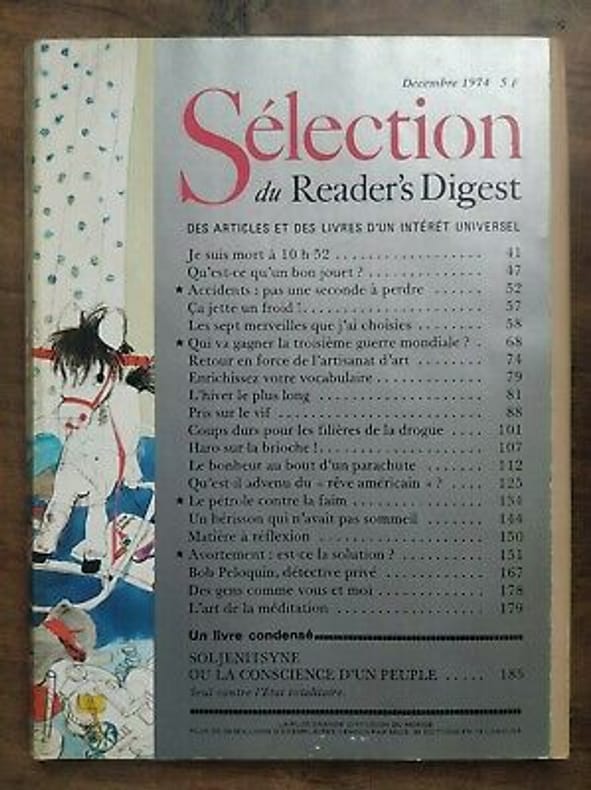 Décembre 1974 5 F
Sélection
du Reader's Digest
DES ARTICLES ET DES LIVRES D'UN INTÉRÊT UNIVERSEL
Je suis mort à 10 h 52 .................. 41
Qu'est-ce qu'un bon jouet ? .............. 47
★ Accidents : pas une seconde à perdre ...... 52
Ça jette un froid !...................... 57
Les sept merveilles que j'ai choisies ........ 58
★ Qui va gagner la troisième guerre mondiale ? . 68
Retour en force de l'artisanat d'art ........ 74
Enrichissez votre vocabulaire ............. 79
L'hiver le plus long .................... 81
Pris sur le vif ........................ 88
Coups durs pour les filières de la drogue .... 101
Haro sur la brioche !.................... 107
Le bonheur au bout d'un parachute ....... 112
Qu'est-il advenu du « rêve américain » ? .... 125
★ Le pétrole contre la faim ................ 134
Un hérisson qui n'avait pas sommeil ....... 144
Matière à réflexion .................... 150
★ Avortement : est-ce la solution ? .......... 151
Bob Peloquin, détective privé ............ 167
Des gens comme vous et moi ............. 178
L'art de la méditation .................. 179
Un livre condensé
SOLJENITSYNE
OU LA CONSCIENCE D'UN PEUPLE ..... 185
Seul contre l'État totalitaire.
LA PLUS GRANDE DIFFUSION DU MONDE